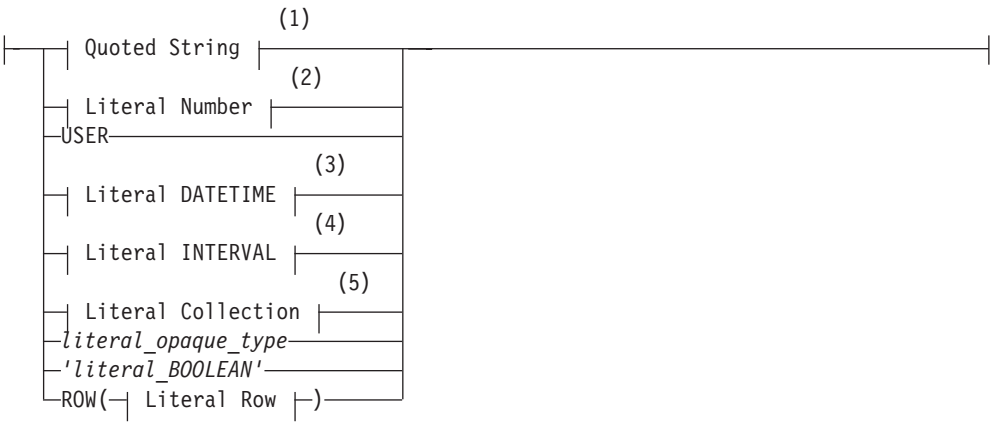 (1)
Quoted String
(2)
Literal Number
USER
(3)
Literal DATETIME
(4)
Literal INTERVAL
(5)
Literal Collection
literal_opaque_type
'literal_BOOLEAN'
ROW( Literal Row )